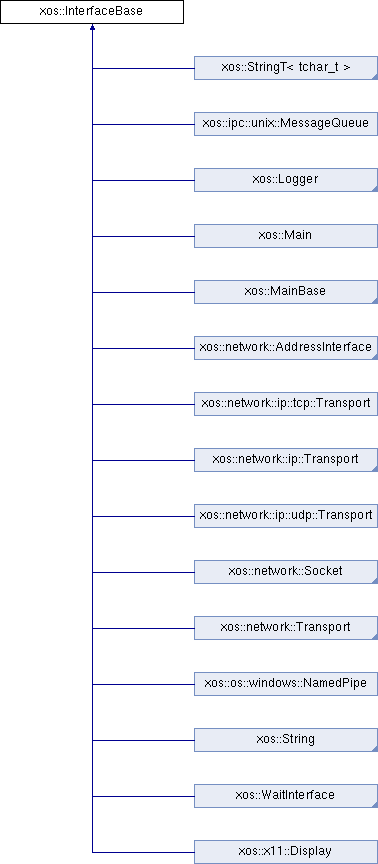 xos::InterfaceBase
xos::StringT< tchar_t >
xos::ipc::unix::MessageQueue
xos::Logger
xos::Main
xos::MainBase
xos::network::AddressInterface
xos::network::ip::tcp::Transport
xos::network::ip::Transport
xos::network::ip::udp::Transport
xos::network::Socket
xos::network::Transport
xos::os::windows::NamedPipe
xos::String
xos::WaitInterface
xos::x11::Display